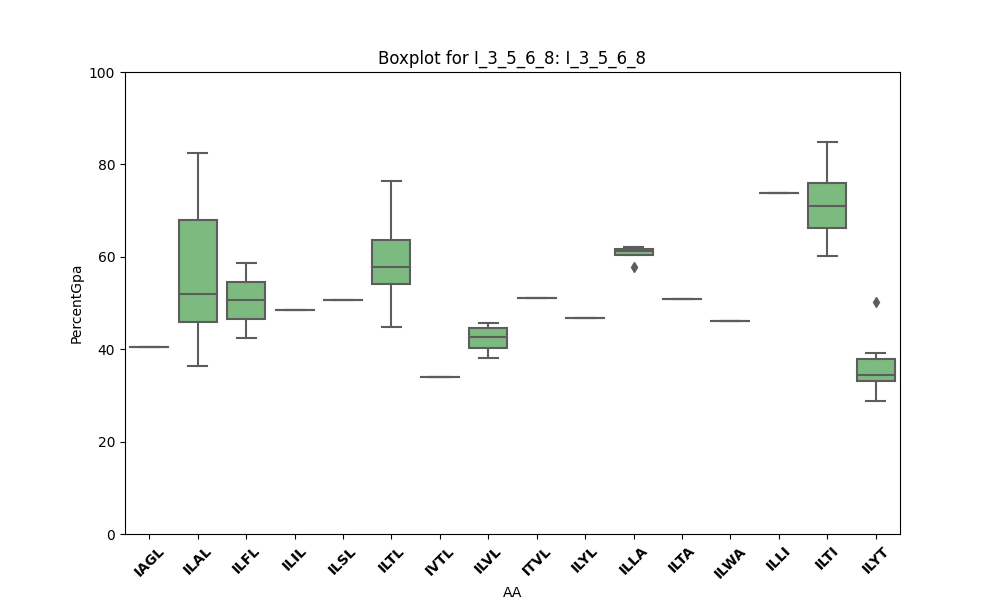 Boxplot for I_3_5_6_8: I_3_5_6_8
100
80
60
40
20
0
PercentGpa
IAGL
ILAL
ILFL
ILIL
ILSL
ILTL
IVTL
ILVL
ITVL
ILYL
ILLA
ILTA
ILWA
ILLI
ILTI
ILYT
AA